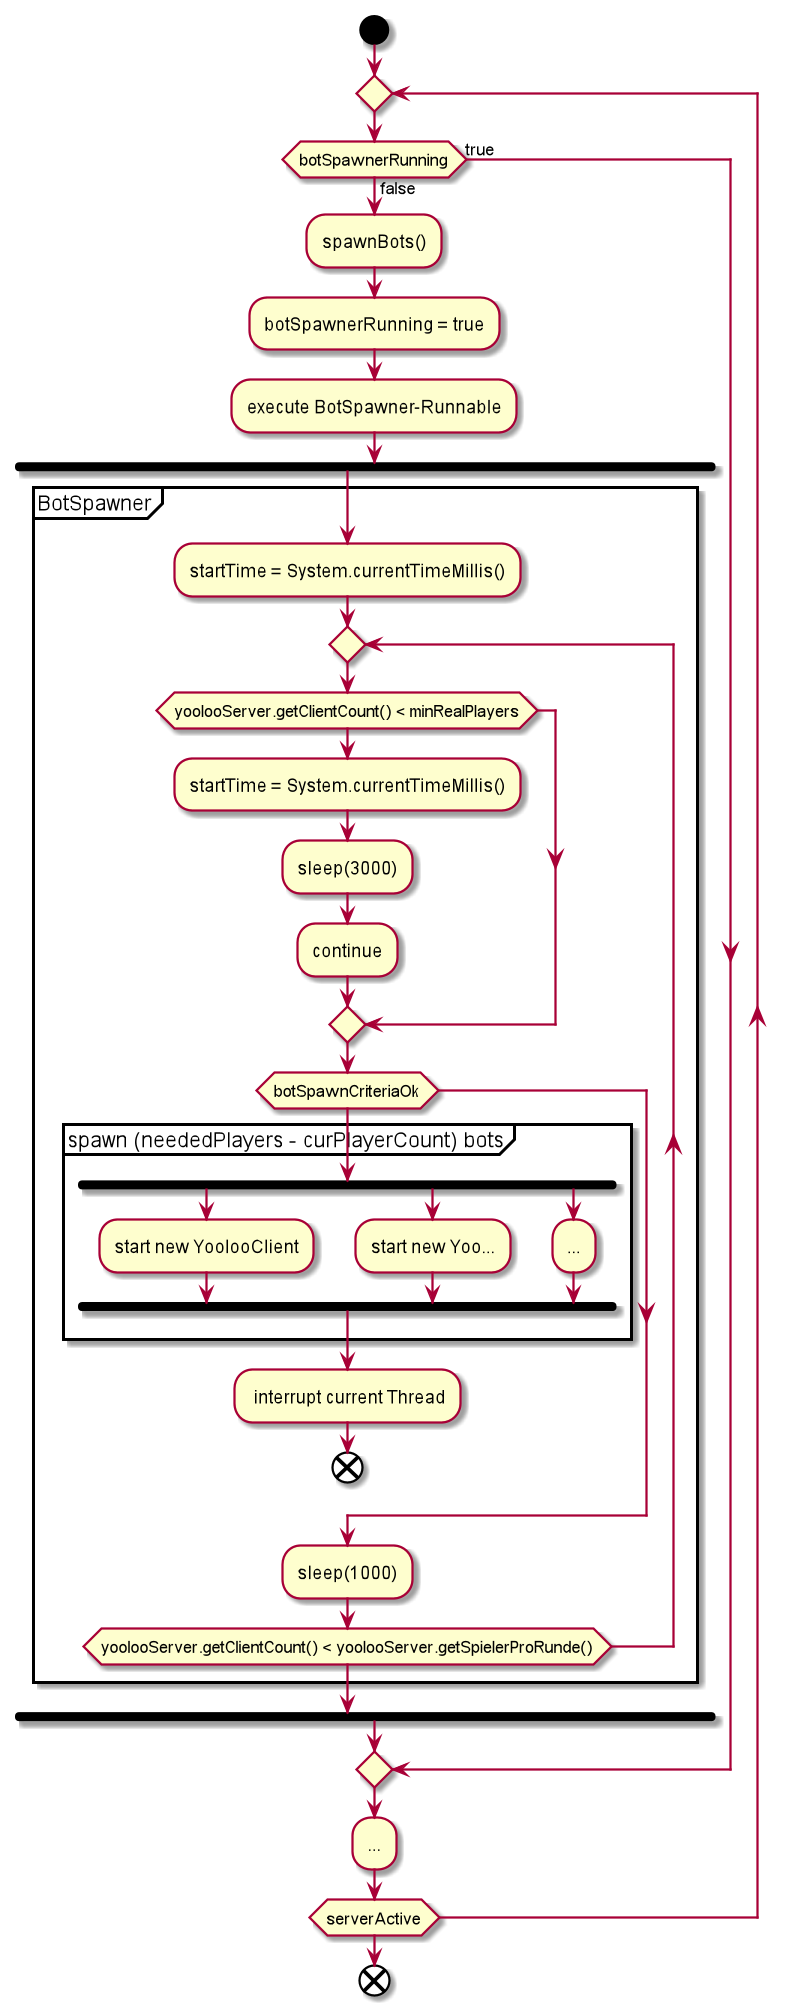 botSpawnerRunning
true
false
spawnBots()
botSpawnerRunning = true
execute BotSpawner-Runnable
BotSpawner
startTime = System.currentTimeMillis()
yoolooServer.getClientCount() < minRealPlayers
startTime = System.currentTimeMillis()
sleep(3000)
continue
botSpawnCriteriaOk
spawn (neededPlayers - curPlayerCount) bots
start new YoolooClient
start new Yoo...
...
interrupt current Thread
sleep(1000)
yoolooServer.getClientCount() < yoolooServer.getSpielerProRunde()
...
serverActive